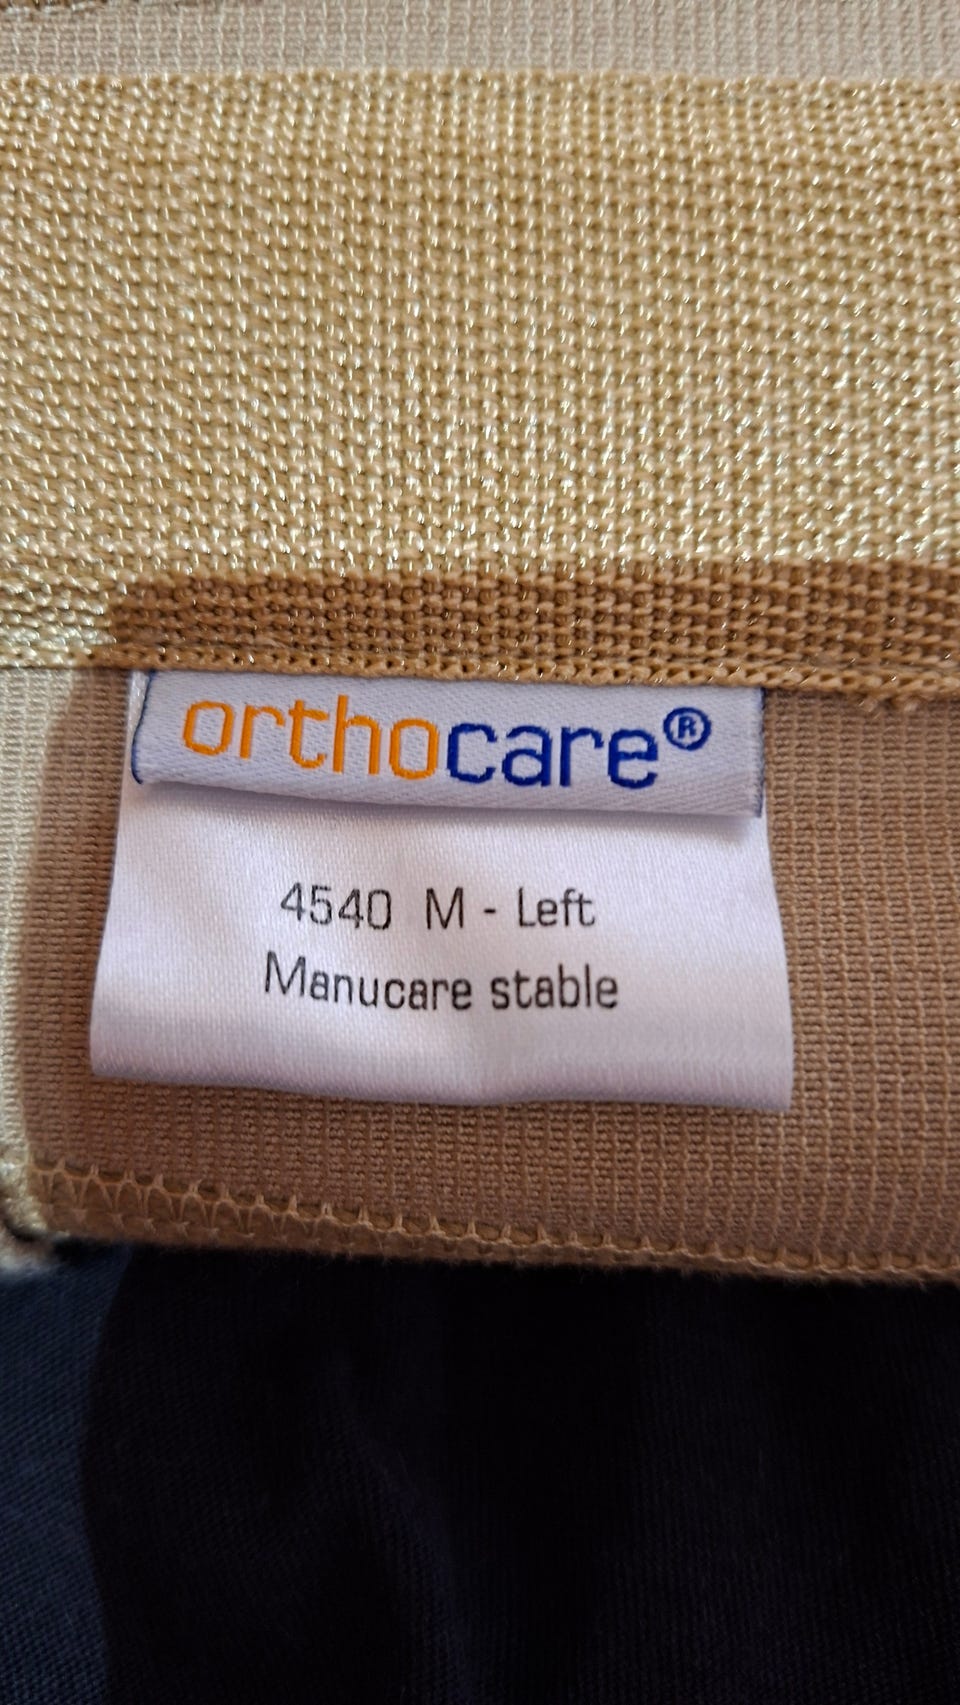 orthocare®
4540 M - Left
Manucare stable